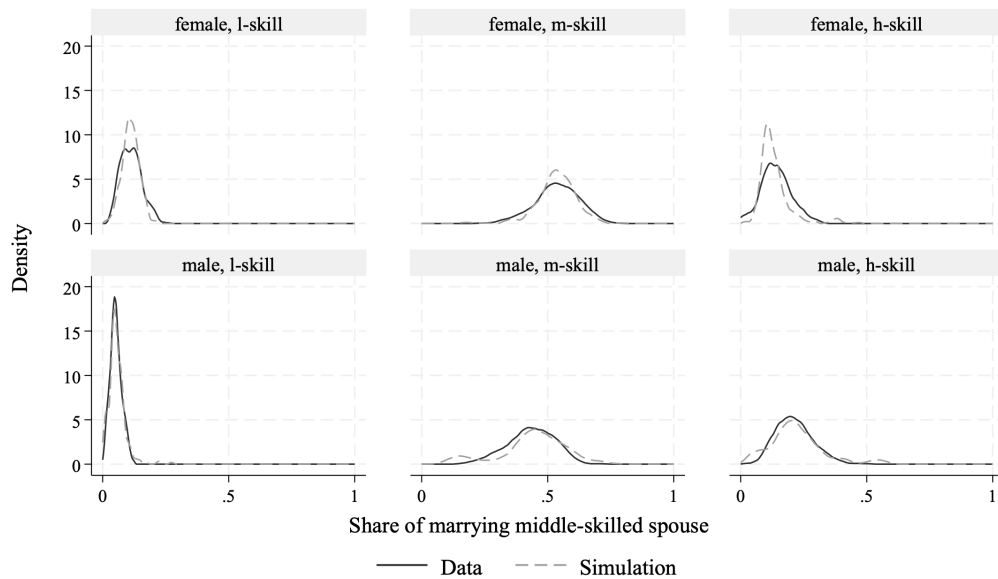 female, l-skill female, m-skill female, h-skill
20
15
10
5
0
male, l-skill male, m-skill male, h-skill
20
15
10
5
0
Density
0 .5 1 0 .5 1 0 .5 1
Share of marrying middle-skilled spouse
Data Simulation